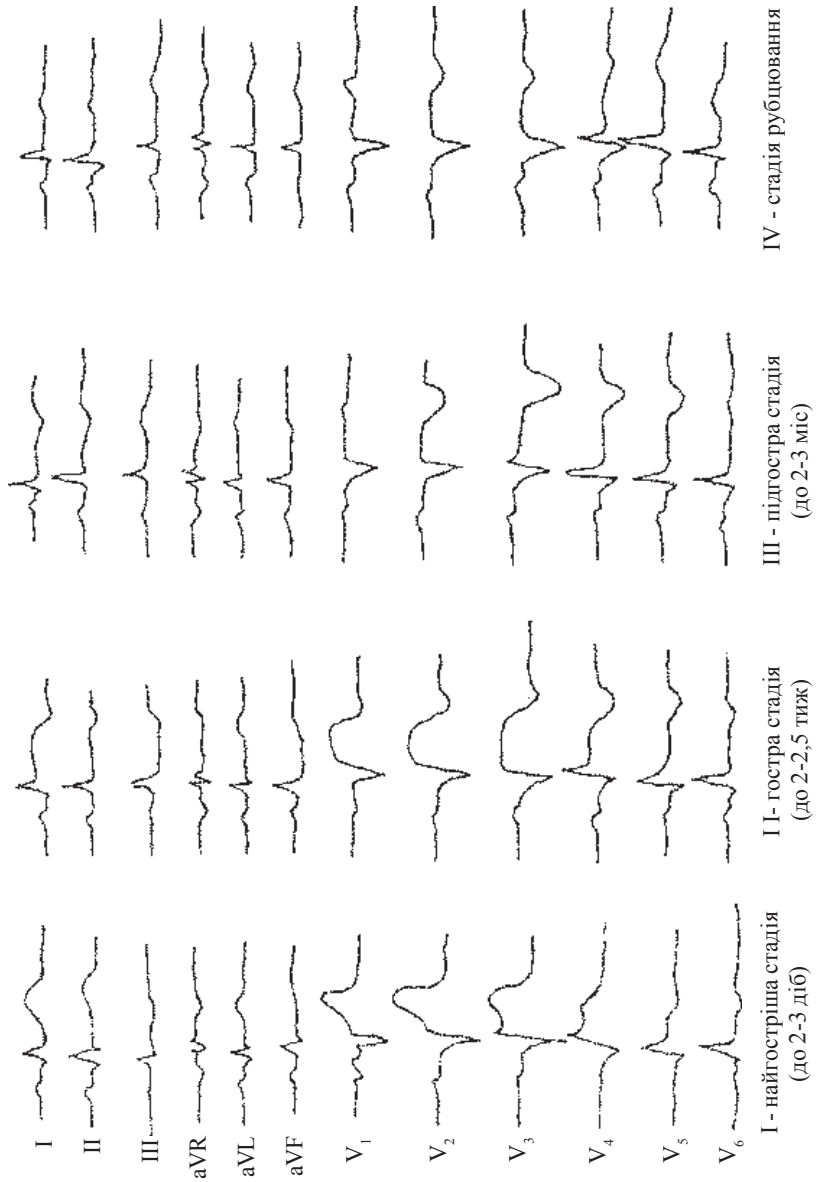 I
II
III
aVR
aVL
aVF
V1
V2
V3
V4
V5
V6
I - найгостріша стадія
(до 2-3 діб)
I I- гостра стадія
(до 2-2,5 тиж)
III - підгостра стадія
(до 2-3 міс)
IV - стадія рубцювання